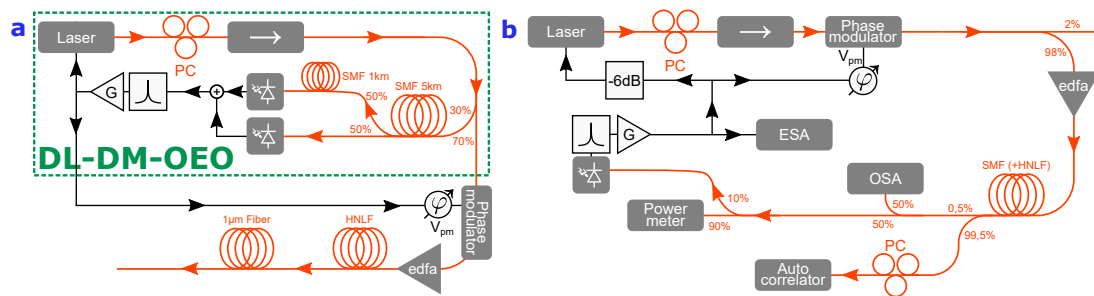 a
Laser
PC
SMF 1km
SMF 5km
G
50%
30%
50%
70%
DL-DM-OEO
Phase
modulator
φ
Vpm
1µm Fiber
HNLF
edfa
b
Laser
PC
Phase
modulator
2%
98%
Vpm
φ
-6dB
edfa
G
ESA
SMF (+HNLF)
OSA
10%
50%
0,5%
Power
meter
90%
50%
99,5%
PC
Auto
correlator